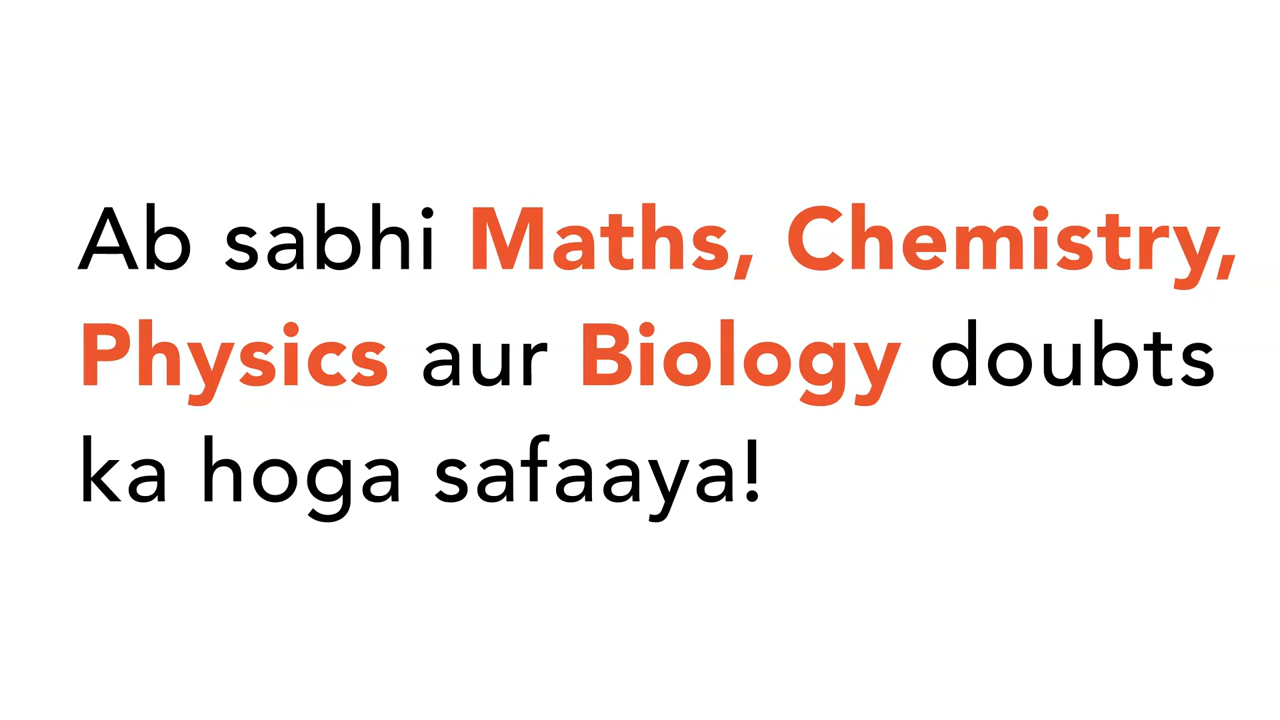 Ab sabhi Maths, Chemistry,
Physics aur Biology doubts
ka hoga safaaya!